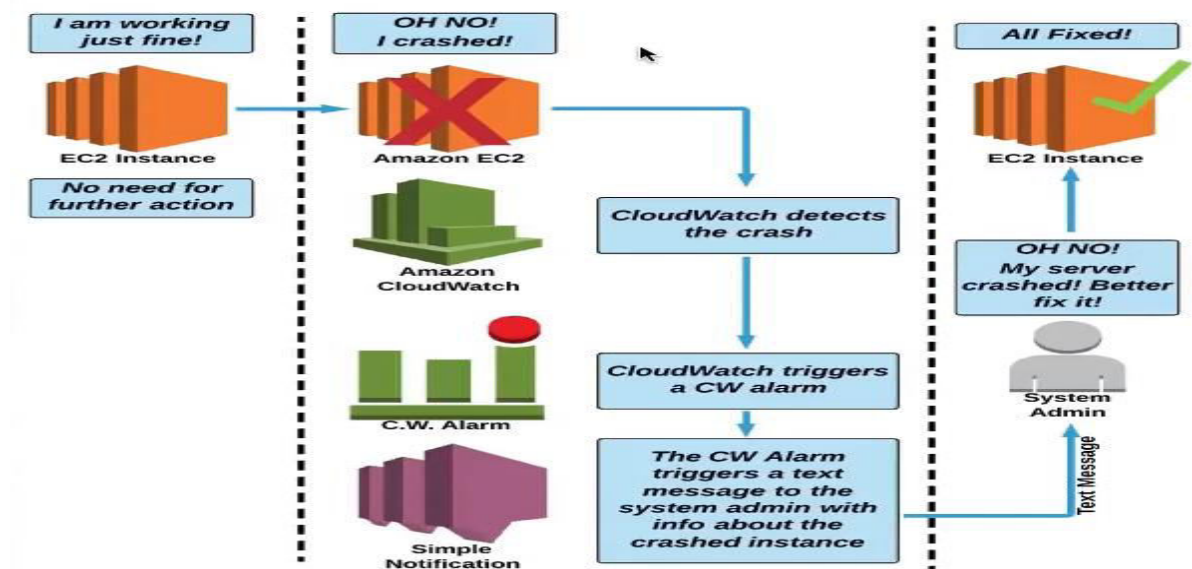 I am working
just fine!
EC2 Instance
No need for
further action
OH NO!
I crashed!
Amazon EC2
Amazon
CloudWatch
C.W. Alarm
Simple
Notification
CloudWatch detects
the crash
CloudWatch triggers
a CW alarm
The CW Alarm
triggers a text
message to the
system admin with
info about the
crashed instance
All Fixed!
EC2 Instance
OH NO!
My server
crashed! Better
fix it!
System
Admin
Text Message